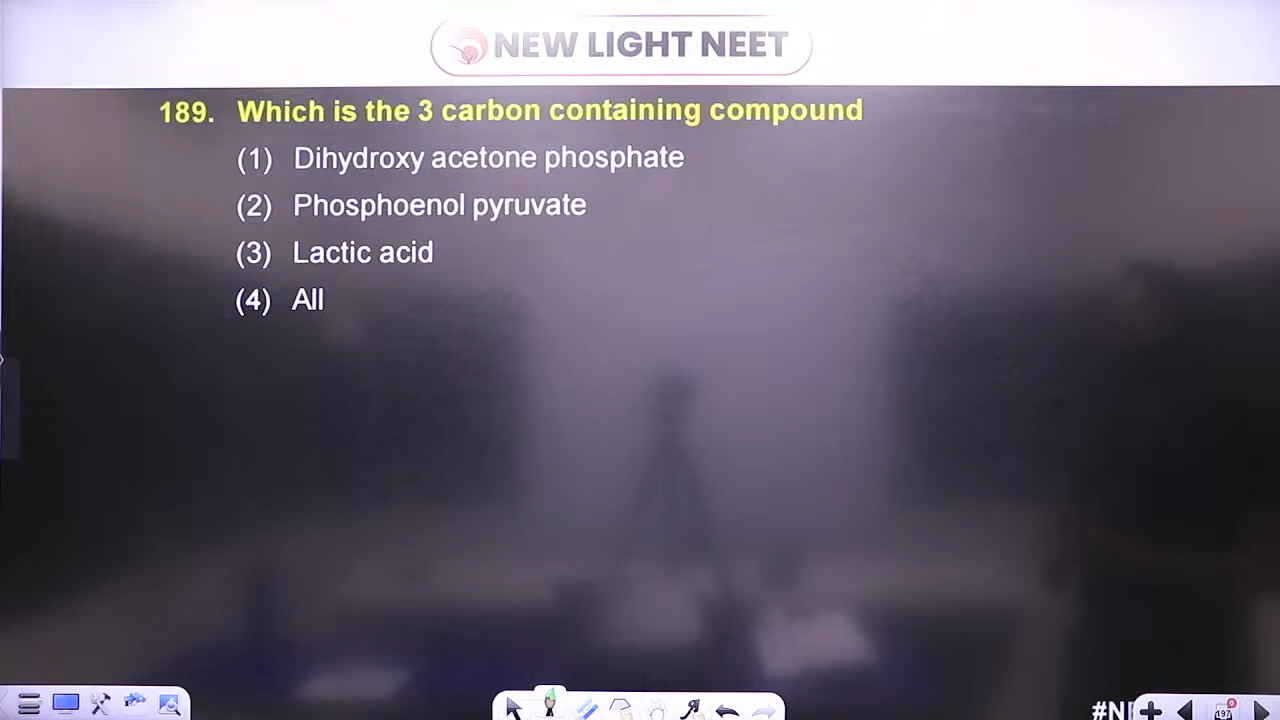 NEW LIGHT NEET
189. Which is the 3 carbon containing compound
(1) Dihydroxy acetone phosphate
(2) Phosphoenol pyruvate
(3) Lactic acid
(4) All
197